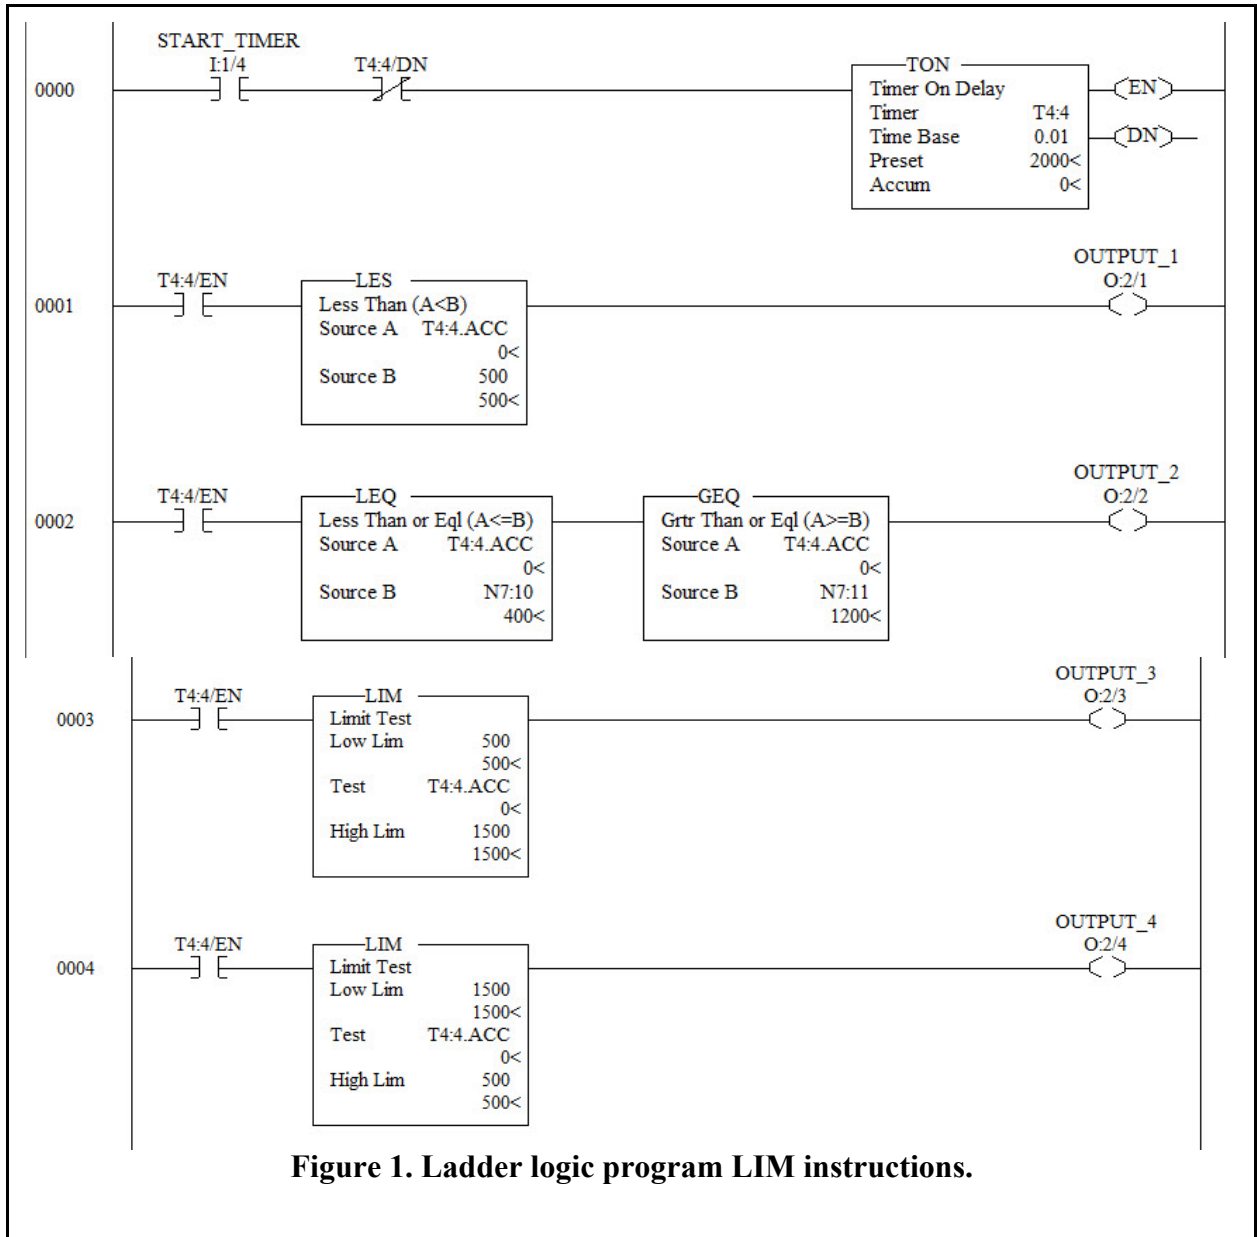 START_TIMER
I:1/4
T4:4/DN
0000
TON
Timer On Delay
Timer T4:4
Time Base 0.01
Preset 2000<
Accum 0<
EN
DN
OUTPUT_1
O:2/1
T4:4/EN
0001
LES
Less Than (A<B)
Source A T4:4.ACC
0<
Source B 500
500<
OUTPUT_2
O:2/2
T4:4/EN
0002
LEQ
Less Than or Eql (A<=B)
Source A T4:4.ACC
0<
Source B N7:10
400<
GEQ
Grtr Than or Eql (A>=B)
Source A T4:4.ACC
0<
Source B N7:11
1200<
OUTPUT_3
O:2/3
T4:4/EN
0003
LIM
Limit Test
Low Lim 500
500<
Test T4:4.ACC
0<
High Lim 1500
1500<
OUTPUT_4
O:2/4
T4:4/EN
0004
LIM
Limit Test
Low Lim 1500
1500<
Test T4:4.ACC
0<
High Lim 500
500<
Figure 1. Ladder logic program LIM instructions.